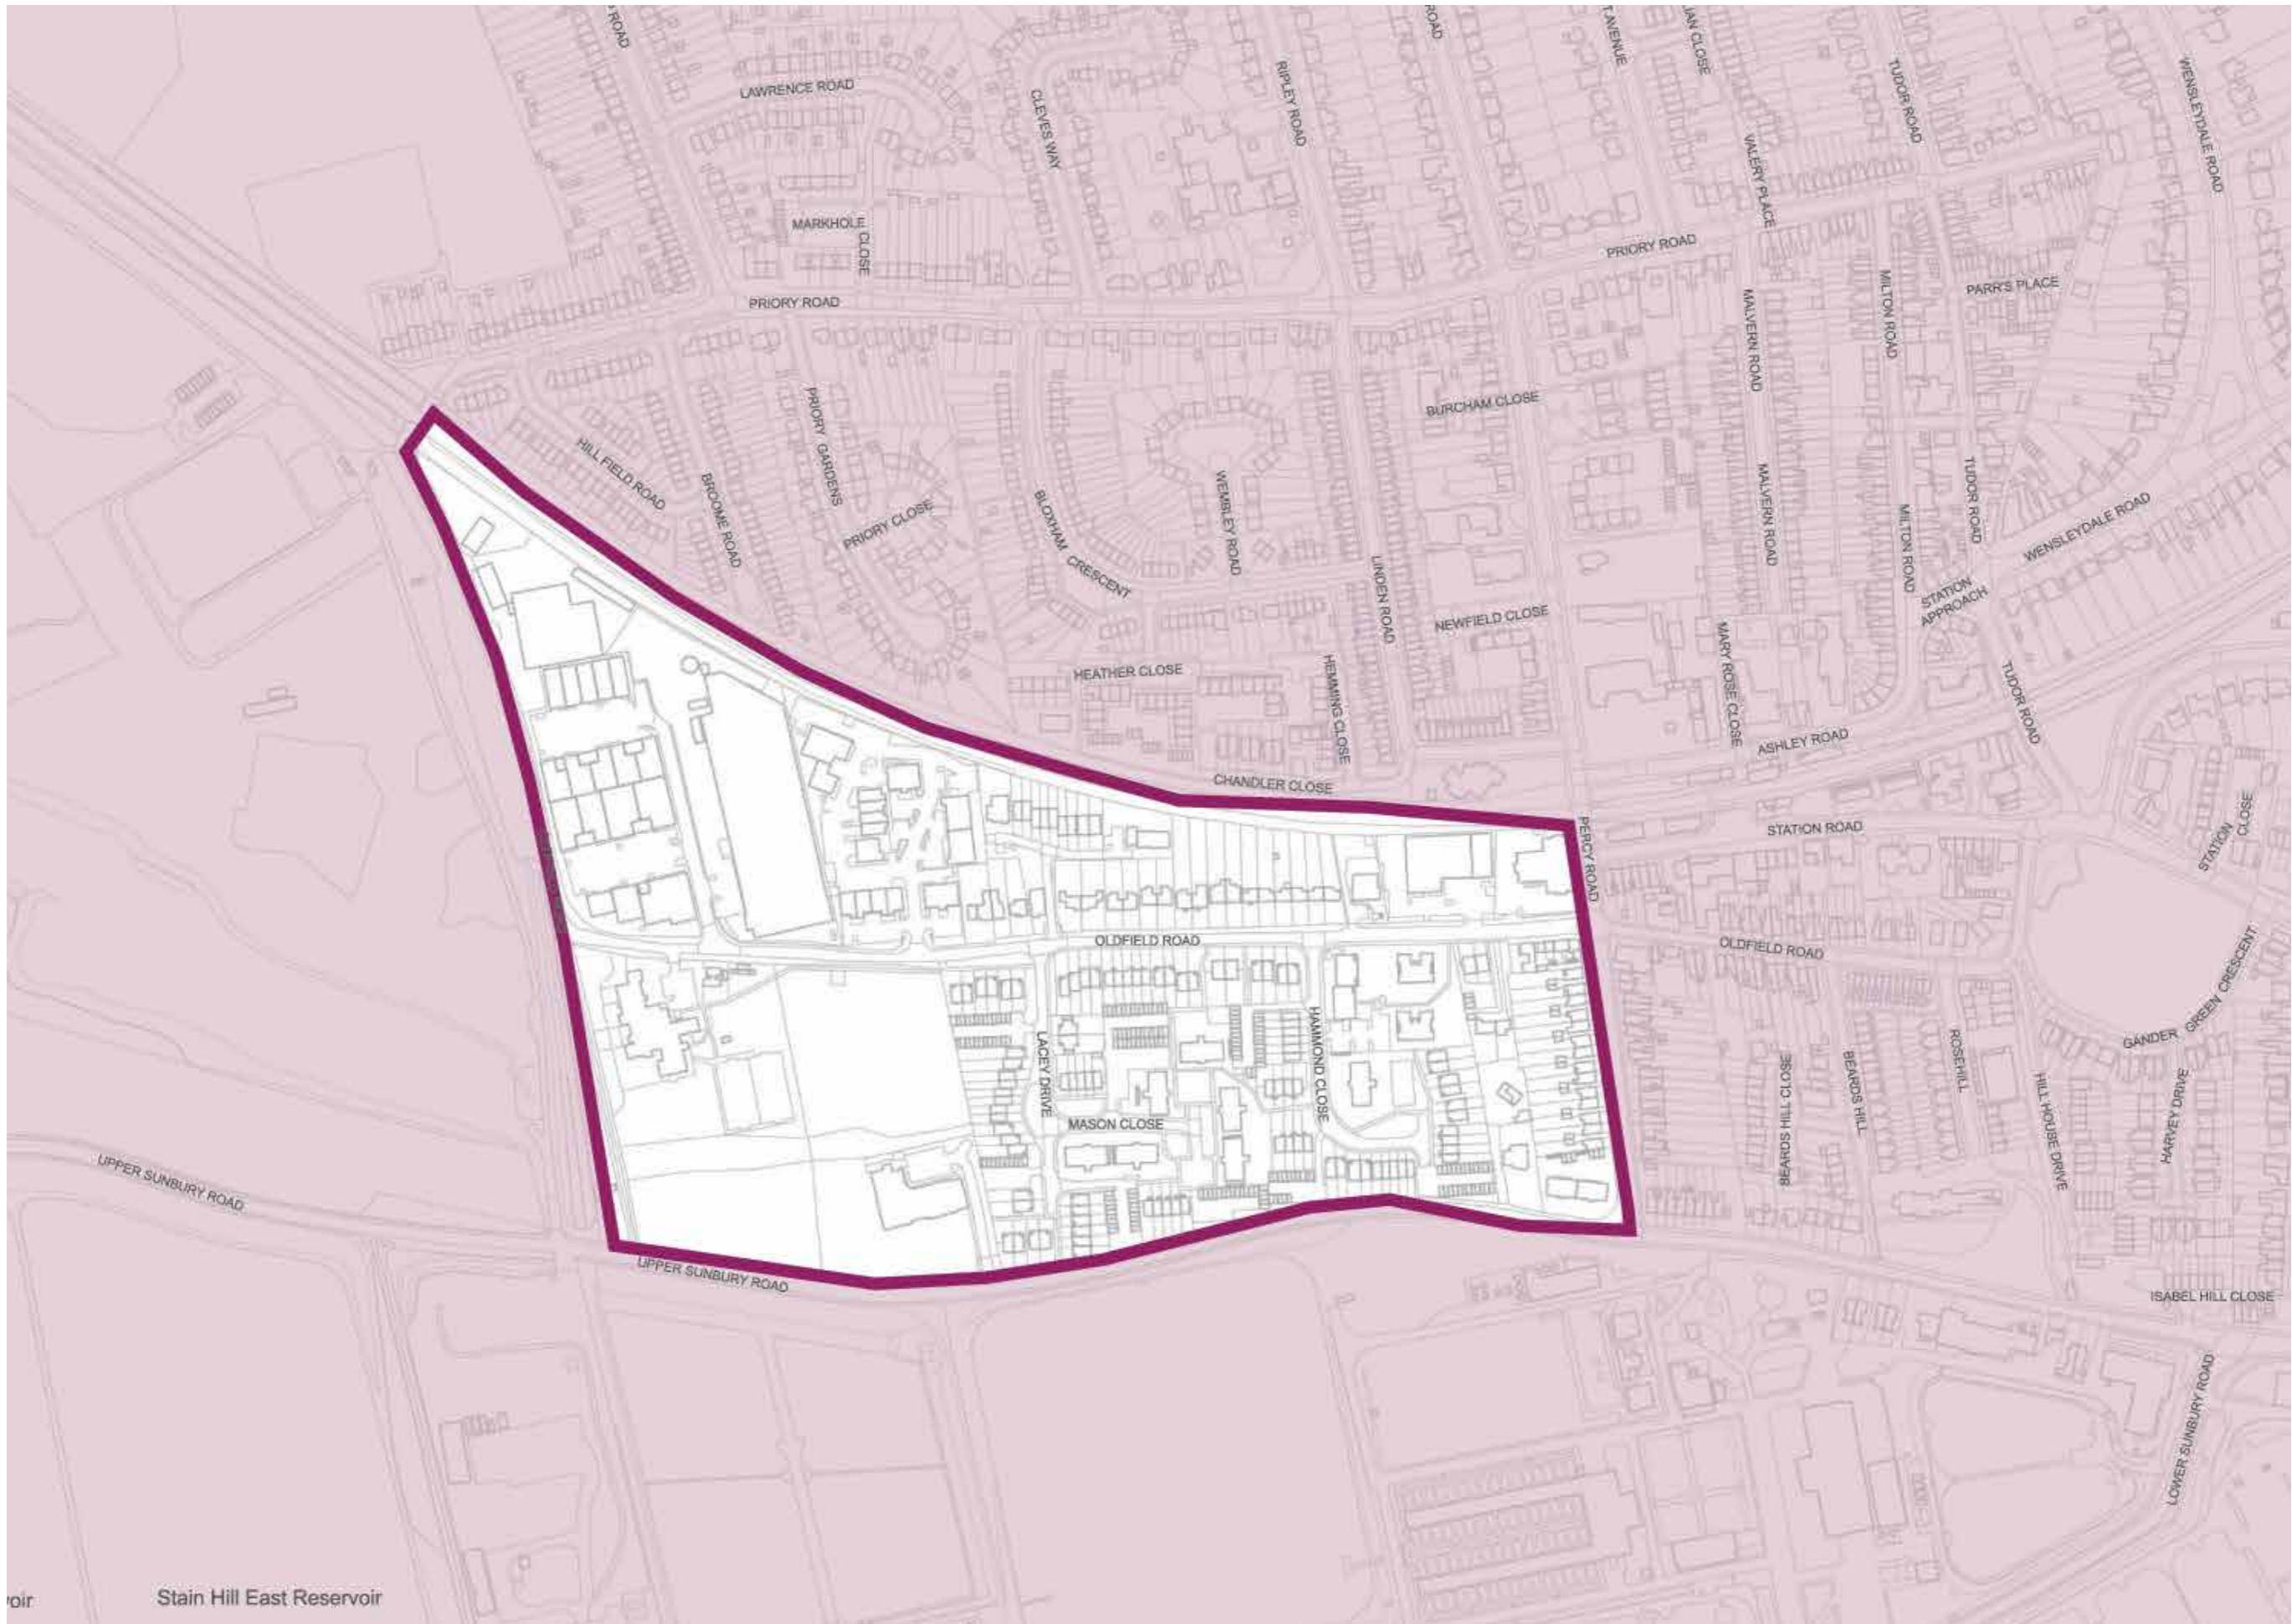 ROAD
ROAD
LAWRENCE ROAD
CLEVES WAY
RIPLEY ROAD
AVENUE
CLOSE
TUDOR ROAD
WENSLEYDALE ROAD
VALERY PLACE
MARKHOLE
CLOSE
PRIORY ROAD
PRIORY ROAD
MALVERN ROAD
MILTON ROAD
PARR'S PLACE
HILL FIELD ROAD
BROOME ROAD
PRIORY GARDENS
PRIORY CLOSE
BLOXHAM CRESCENT
WEMBLEY ROAD
BURCHAM CLOSE
LINDEN ROAD
NEWFIELD CLOSE
MALVERN ROAD
MILTON ROAD
TUDOR ROAD
WENSLEYDALE ROAD
STATION
APPROACH
HEATHER CLOSE
HEMMING CLOSE
MARY ROSE CLOSE
TUDOR ROAD
ASHLEY ROAD
CHANDLER CLOSE
PERCY ROAD
STATION ROAD
STATION
CLOSE
OLDFIELD ROAD
OLDFIELD ROAD
GANDER GREEN CRESCENT
LACEY DRIVE
HAMMOND CLOSE
MASON CLOSE
BEARDS HILL CLOSE
BEARDS HILL
ROSEHILL
HILL HOUBE DRIVE
HARVEY DRIVE
UPPER SUNBURY ROAD
UPPER SUNBURY ROAD
ISABEL HILL CLOSE
LOWER SUNBURY ROAD
Stain Hill East Reservoir